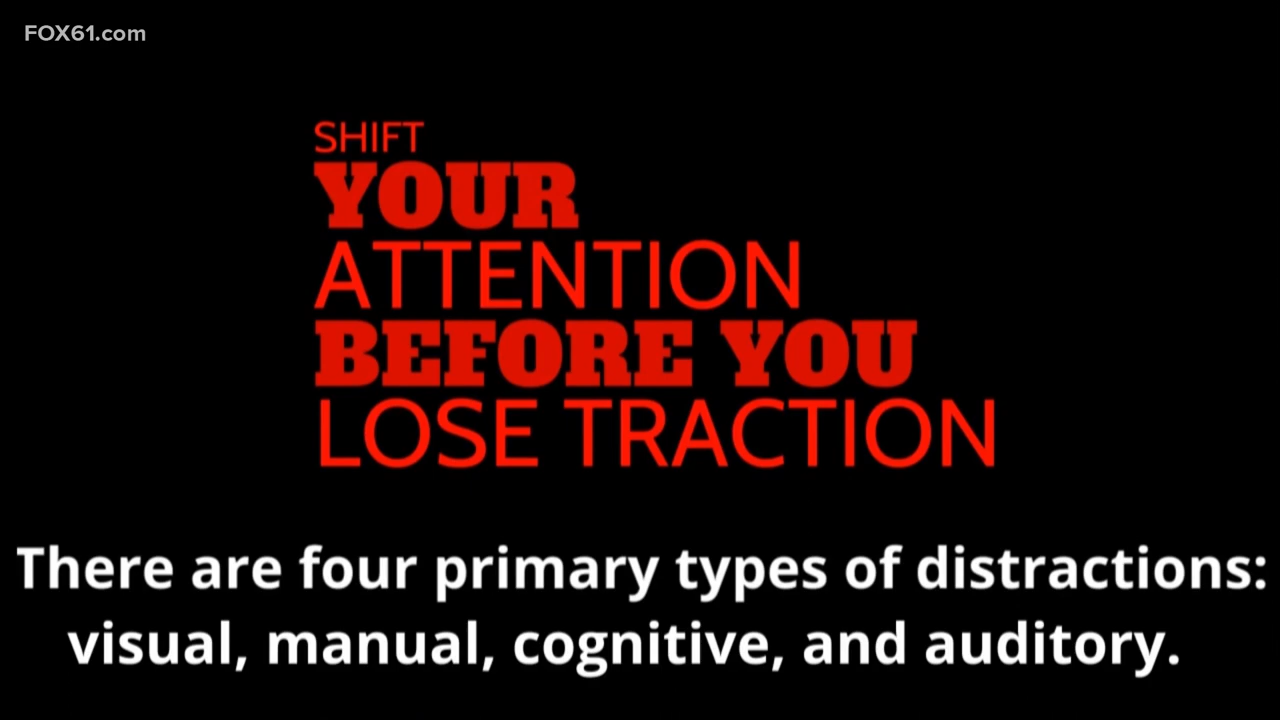 FOX61.com
SHIFT
YOUR
ATTENTION
BEFORE YOU
LOSE TRACTION
There are four primary types of distractions:
visual, manual, cognitive, and auditory.